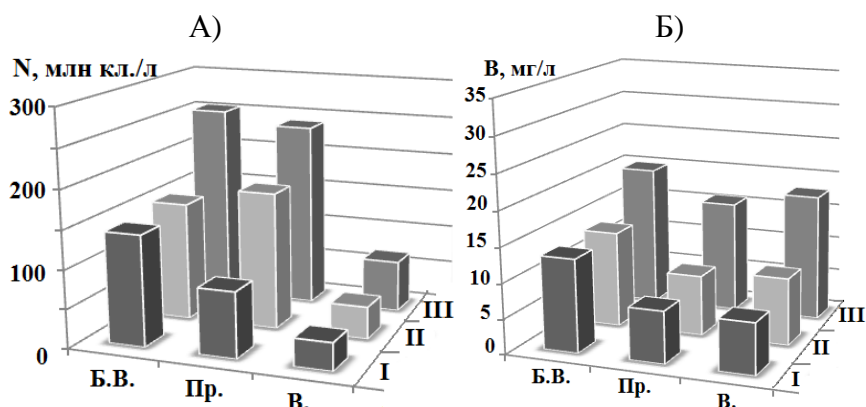 А)
N, млн кл./л
300
200
100
0
Б.В.
Пр.
В.
I
II
III
Б)
В, мг/л
35
30
25
20
15
10
5
0
Б.В.
Пр.
В.
I
II
III